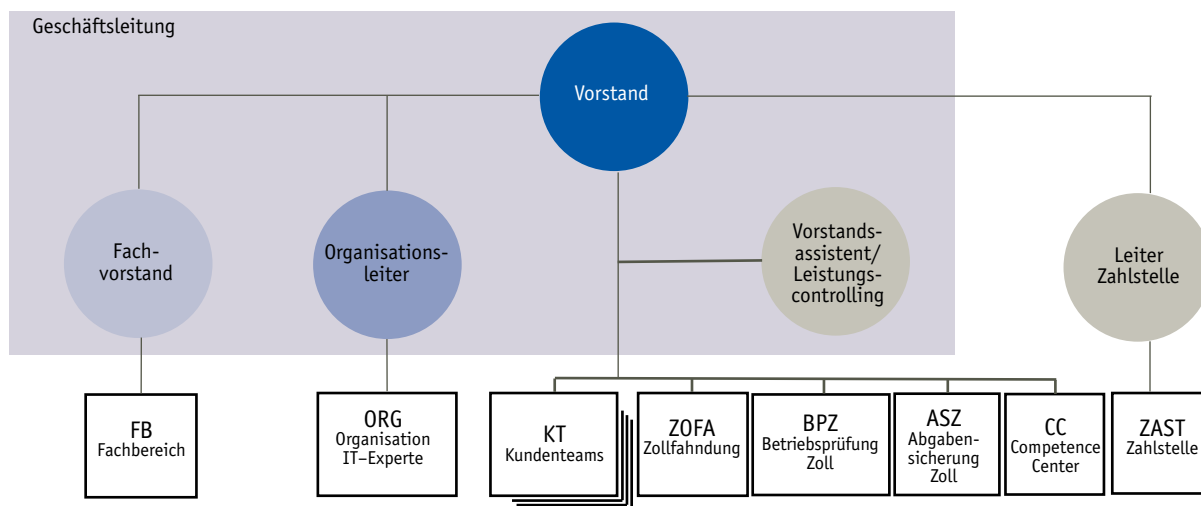 Geschäftsleitung
Vorstand
Fach-
vorstand
Organisations-
leiter
Vorstands-
assistent/
Leistungs-
controlling
Leiter
Zahlstelle
FB
Fachbereich
ORG
Organisation
IT–Experte
KT
Kundenteams
ZOFA
Zollfahndung
BPZ
Betriebsprüfung
Zoll
ASZ
Abgaben-
sicherung
Zoll
CC
Competence
Center
ZAST
Zahlstelle